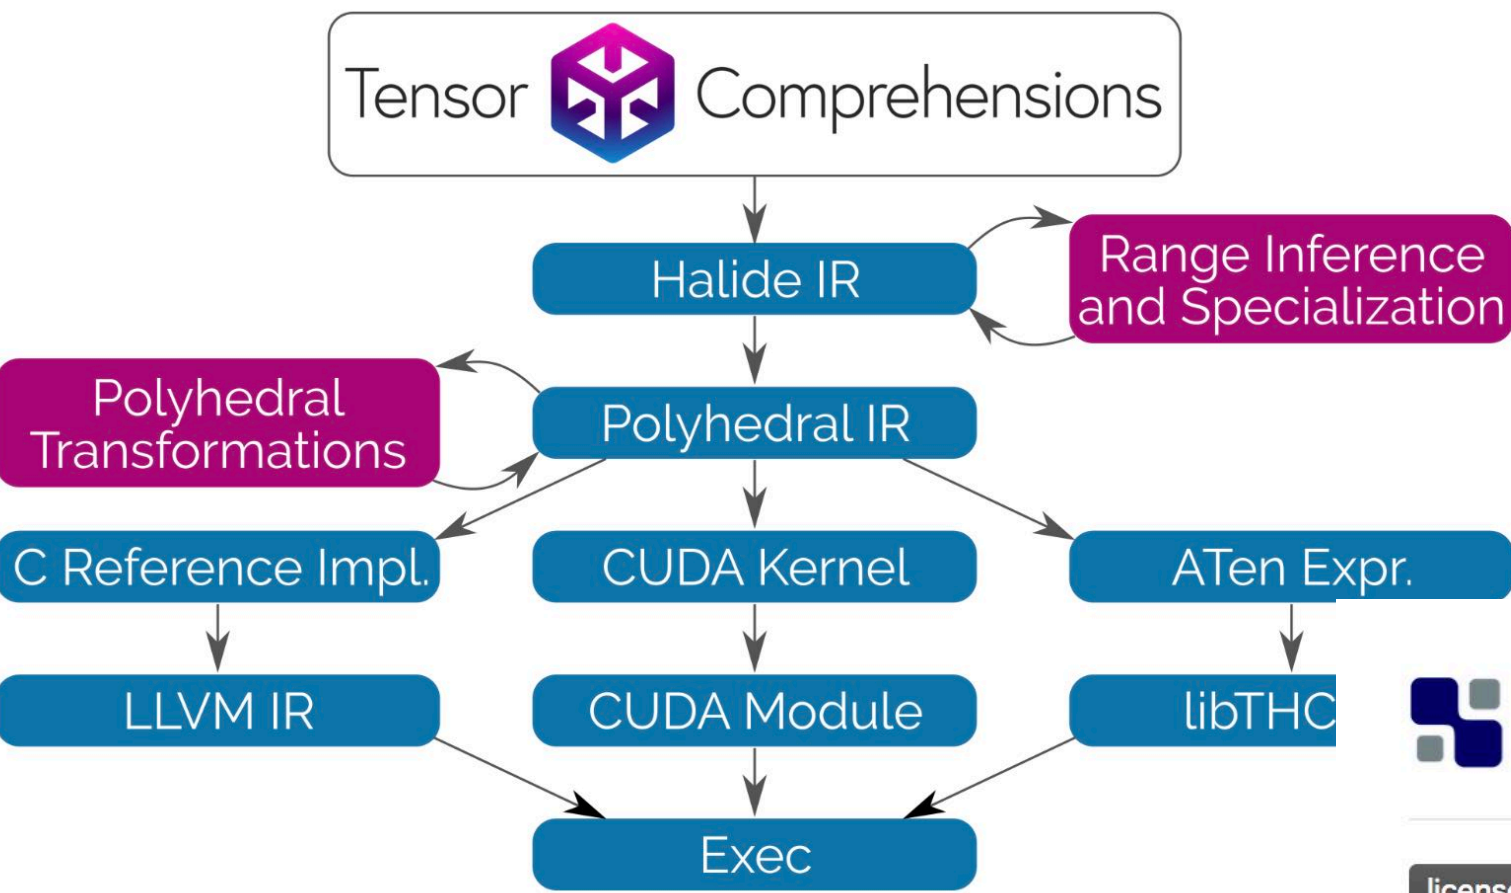 Tensor Comprehensions
Halide IR
Range Inference
and Specialization
Polyhedral
Transformations
Polyhedral IR
C Reference Impl.
CUDA Kernel
ATen Expr.
LLVM IR
CUDA Module
libTHC
Exec